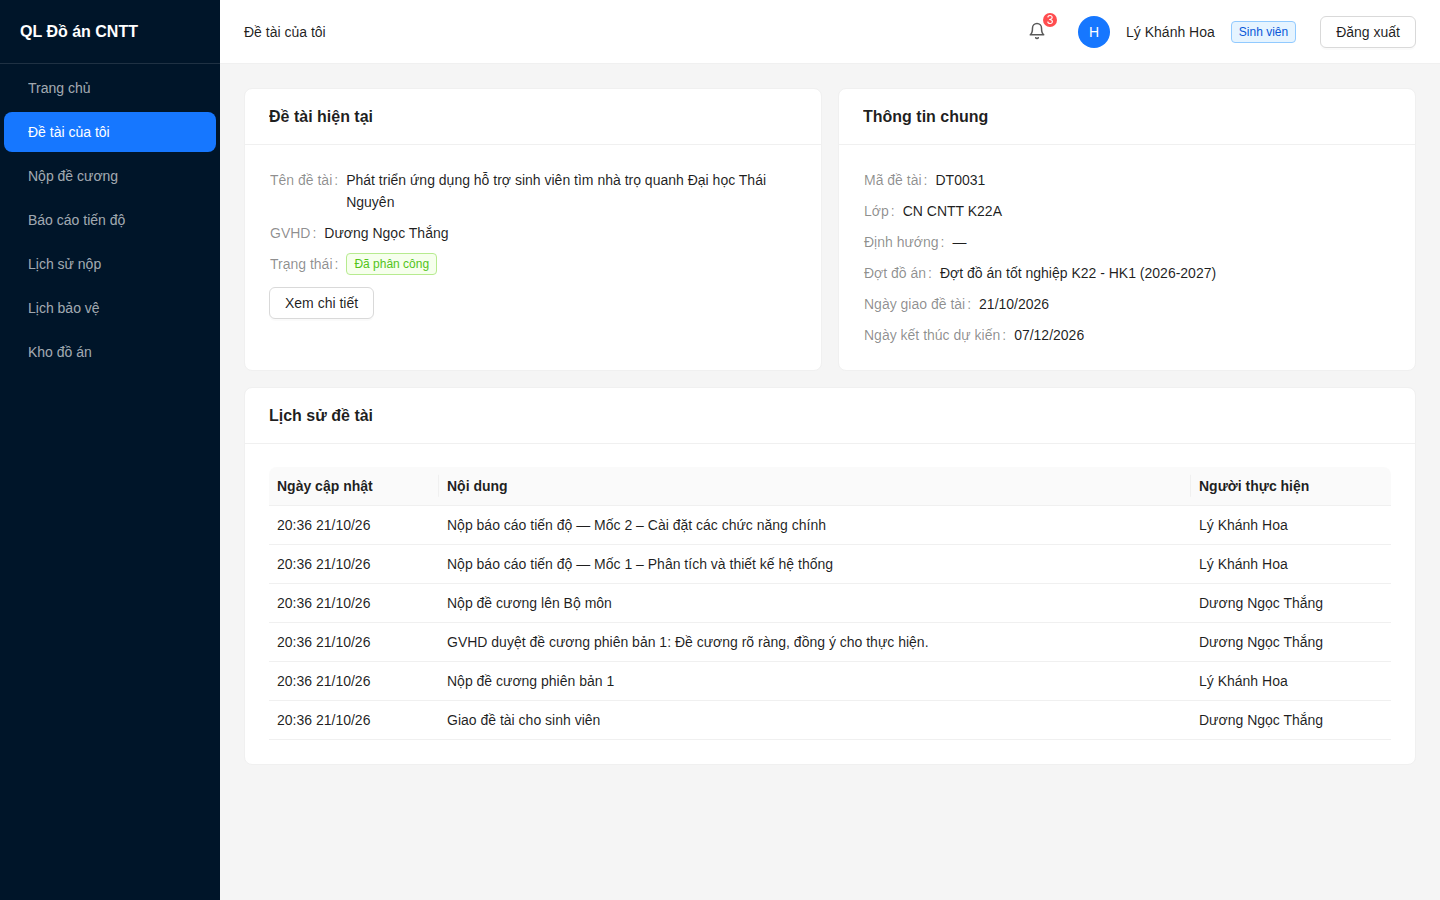 QL Đồ án CNTT
Đề tài của tôi
3
H
Lý Khánh Hoa
Sinh viên
Đăng xuất
Trang chủ
Đề tài của tôi
Nộp đề cương
Báo cáo tiến độ
Lịch sử nộp
Lịch bảo vệ
Kho đồ án
Đề tài hiện tại
Tên đề tài: Phát triển ứng dụng hỗ trợ sinh viên tìm nhà trọ quanh Đại học Thái
Nguyên
GVHD: Dương Ngọc Thắng
Trạng thái: Đã phân công
Xem chi tiết
Thông tin chung
Mã đề tài: DT0031
Lớp: CN CNTT K22A
Định hướng: —
Đợt đồ án: Đợt đồ án tốt nghiệp K22 - HK1 (2026-2027)
Ngày giao đề tài: 21/10/2026
Ngày kết thúc dự kiến: 07/12/2026
Lịch sử đề tài
Ngày cập nhật Nội dung Người thực hiện
20:36 21/10/26 Nộp báo cáo tiến độ — Mốc 2 – Cài đặt các chức năng chính Lý Khánh Hoa
20:36 21/10/26 Nộp báo cáo tiến độ — Mốc 1 – Phân tích và thiết kế hệ thống Lý Khánh Hoa
20:36 21/10/26 Nộp đề cương lên Bộ môn Dương Ngọc Thắng
20:36 21/10/26 GVHD duyệt đề cương phiên bản 1: Đề cương rõ ràng, đồng ý cho thực hiện. Dương Ngọc Thắng
20:36 21/10/26 Nộp đề cương phiên bản 1 Lý Khánh Hoa
20:36 21/10/26 Giao đề tài cho sinh viên Dương Ngọc Thắng